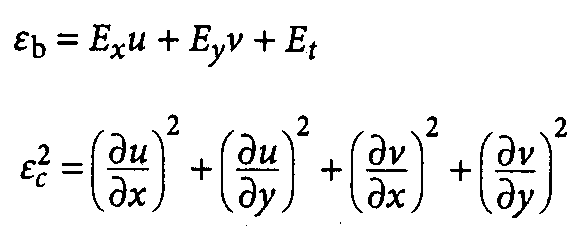 ε_b = E_x u + E_y v + E_t
ε_c^2 = (∂u/∂x)^2 + (∂u/∂y)^2 + (∂v/∂x)^2 + (∂v/∂y)^2